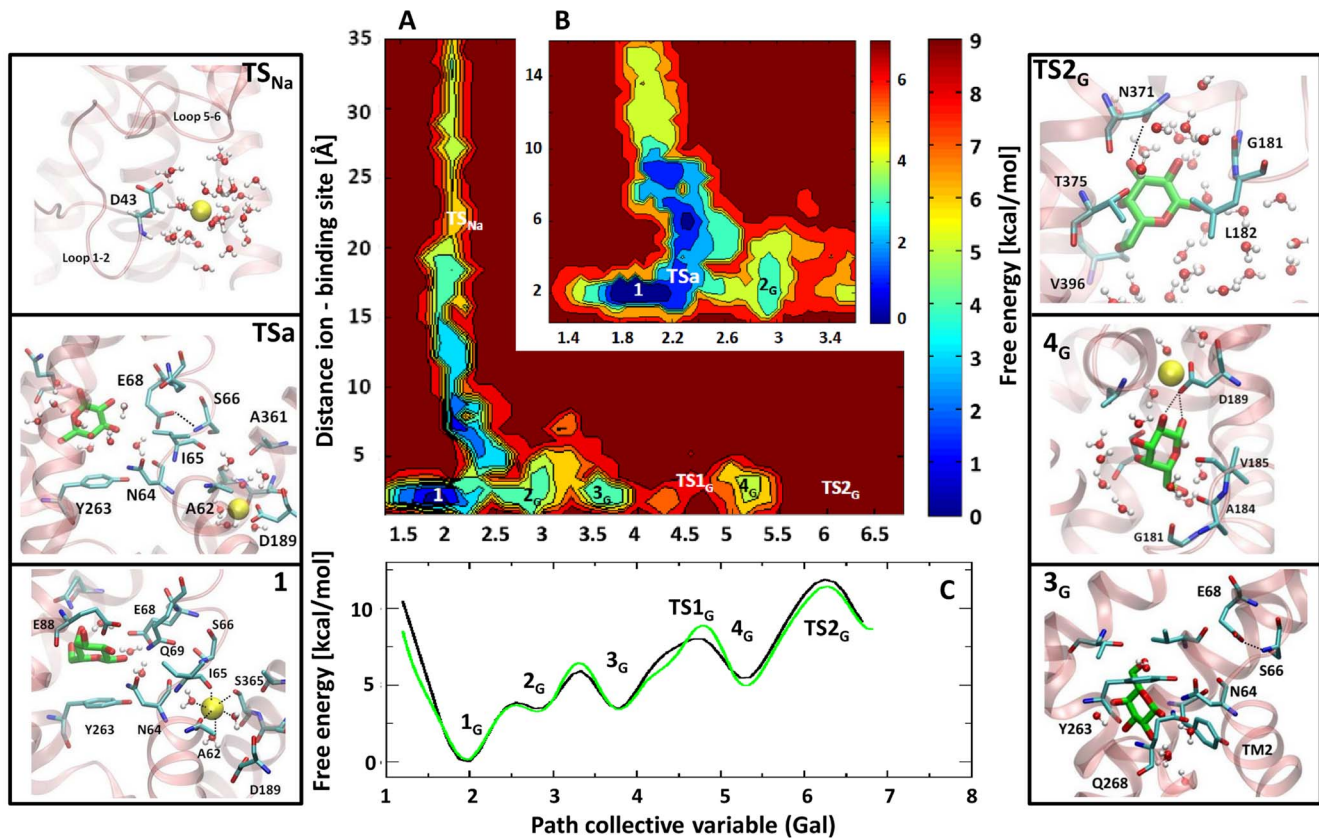 TSNa
Loop 5-6
D43
Loop 1-2
TSa
E68
S66
A361
I65
Y263
N64
A62
D189
1
E88
E68
S66
Q69
I65
S365
Y263
N64
A62
D189
A
B
Distance ion - binding site [Å]
35
30
25
20
15
10
5
TSNa
1
2G
3G
TS1G
4G
TS2G
1.5 2 2.5 3 3.5 4 4.5 5 5.5 6 6.5
14
10
6
2
1
TSa
2G
1.4 1.8 2.2 2.6 3 3.4
6
4
2
0
9
8
7
6
5
4
3
2
1
0
Free energy [kcal/mol]
C
Free energy [kcal/mol]
10
5
0
1G
2G
3G
TS1G
4G
TS2G
1 2 3 4 5 6 7 8
Path collective variable (Gal)
TS2G
N371
G181
T375
L182
V396
4G
D189
V185
A184
G181
3G
E68
S66
N64
Y263
TM2
Q268